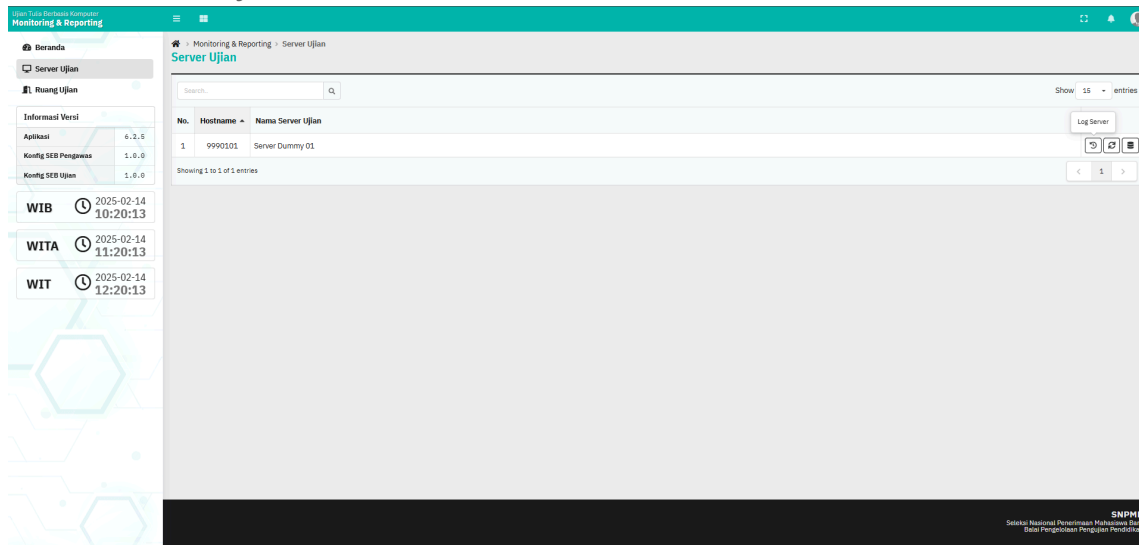 Ujian Tulis Berbasis Komputer
Monitoring & Reporting
Beranda
Server Ujian
Ruang Ujian
Informasi Versi
Aplikasi 6.2.5
Konfig SEB Pengawas 1.0.0
Konfig SEB Ujian 1.0.0
WIB 2025-02-14
10:20:13
WITA 2025-02-14
11:20:13
WIT 2025-02-14
12:20:13
Monitoring & Reporting > Server Ujian
Server Ujian
Search.. Show 15 entries
No. Hostname Nama Server Ujian
Log Server
1 9990101 Server Dummy 01
Showing 1 to 1 of 1 entries < 1 >
SNPM
Seleksi Nasional Penerimaan Mahasiswa Bar
Balai Pengelolaan Pengujian Pendidika